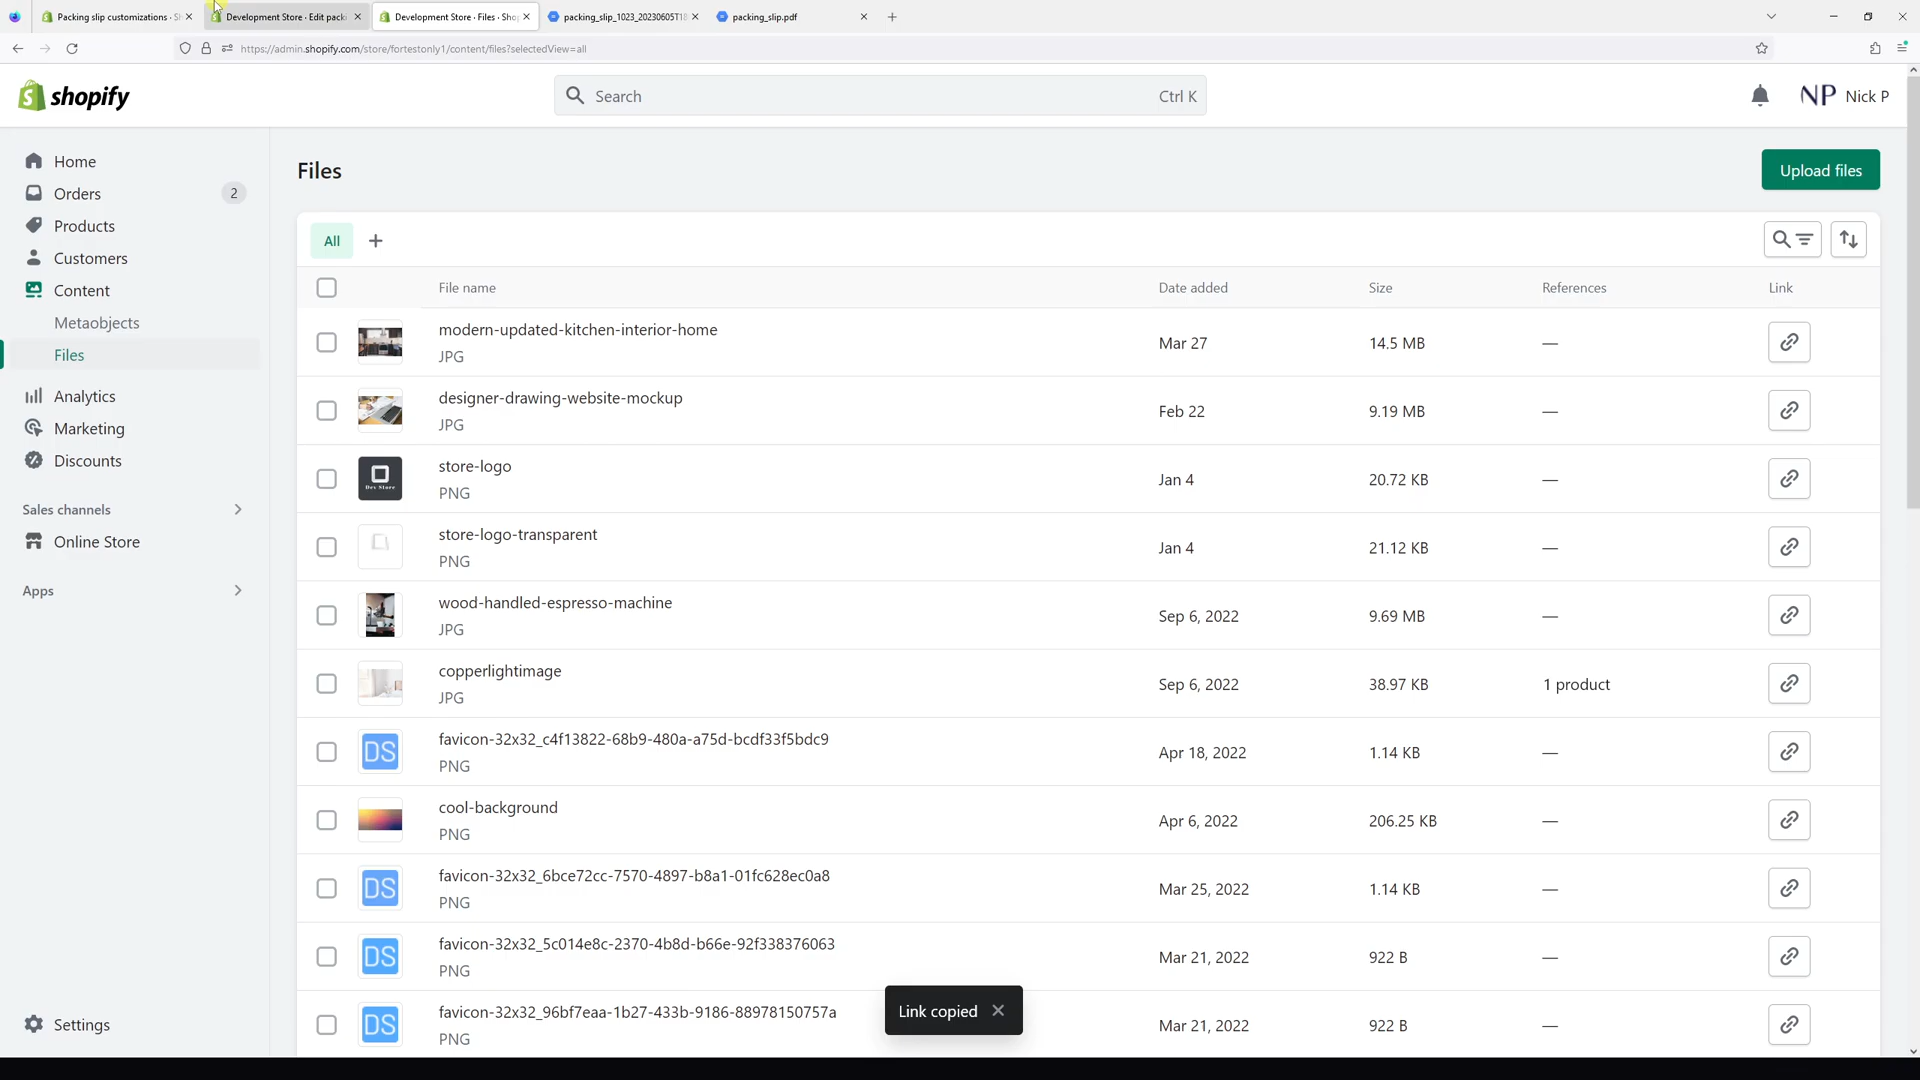 Packing slip customizations · Sh
Development Store · Edit packi
Development Store · Files · Shop
packing_slip_1023_20230605T18
packing_slip.pdf
https://admin.shopify.com/store/fortestonly1/content/files?selectedView=all
shopify
Search
Ctrl K
NP
Nick P
Home
Orders
2
Products
Customers
Content
Metaobjects
Files
Analytics
Marketing
Discounts
Sales channels
Online Store
Apps
Settings
Files
Upload files
All
File name
Date added
Size
References
Link
modern-updated-kitchen-interior-home
JPG
Mar 27
14.5 MB
—
designer-drawing-website-mockup
JPG
Feb 22
9.19 MB
—
Dev Store
store-logo
PNG
Jan 4
20.72 KB
—
store-logo-transparent
PNG
Jan 4
21.12 KB
—
wood-handled-espresso-machine
JPG
Sep 6, 2022
9.69 MB
—
copperlightimage
JPG
Sep 6, 2022
38.97 KB
1 product
DS
favicon-32x32_c4f13822-68b9-480a-a75d-bcdf33f5bdc9
PNG
Apr 18, 2022
1.14 KB
—
cool-background
PNG
Apr 6, 2022
206.25 KB
—
DS
favicon-32x32_6bce72cc-7570-4897-b8a1-01fc628ec0a8
PNG
Mar 25, 2022
1.14 KB
—
DS
favicon-32x32_5c014e8c-2370-4b8d-b66e-92f338376063
PNG
Mar 21, 2022
922 B
—
DS
favicon-32x32_96bf7eaa-1b27-433b-9186-88978150757a
PNG
Mar 21, 2022
922 B
—
Link copied